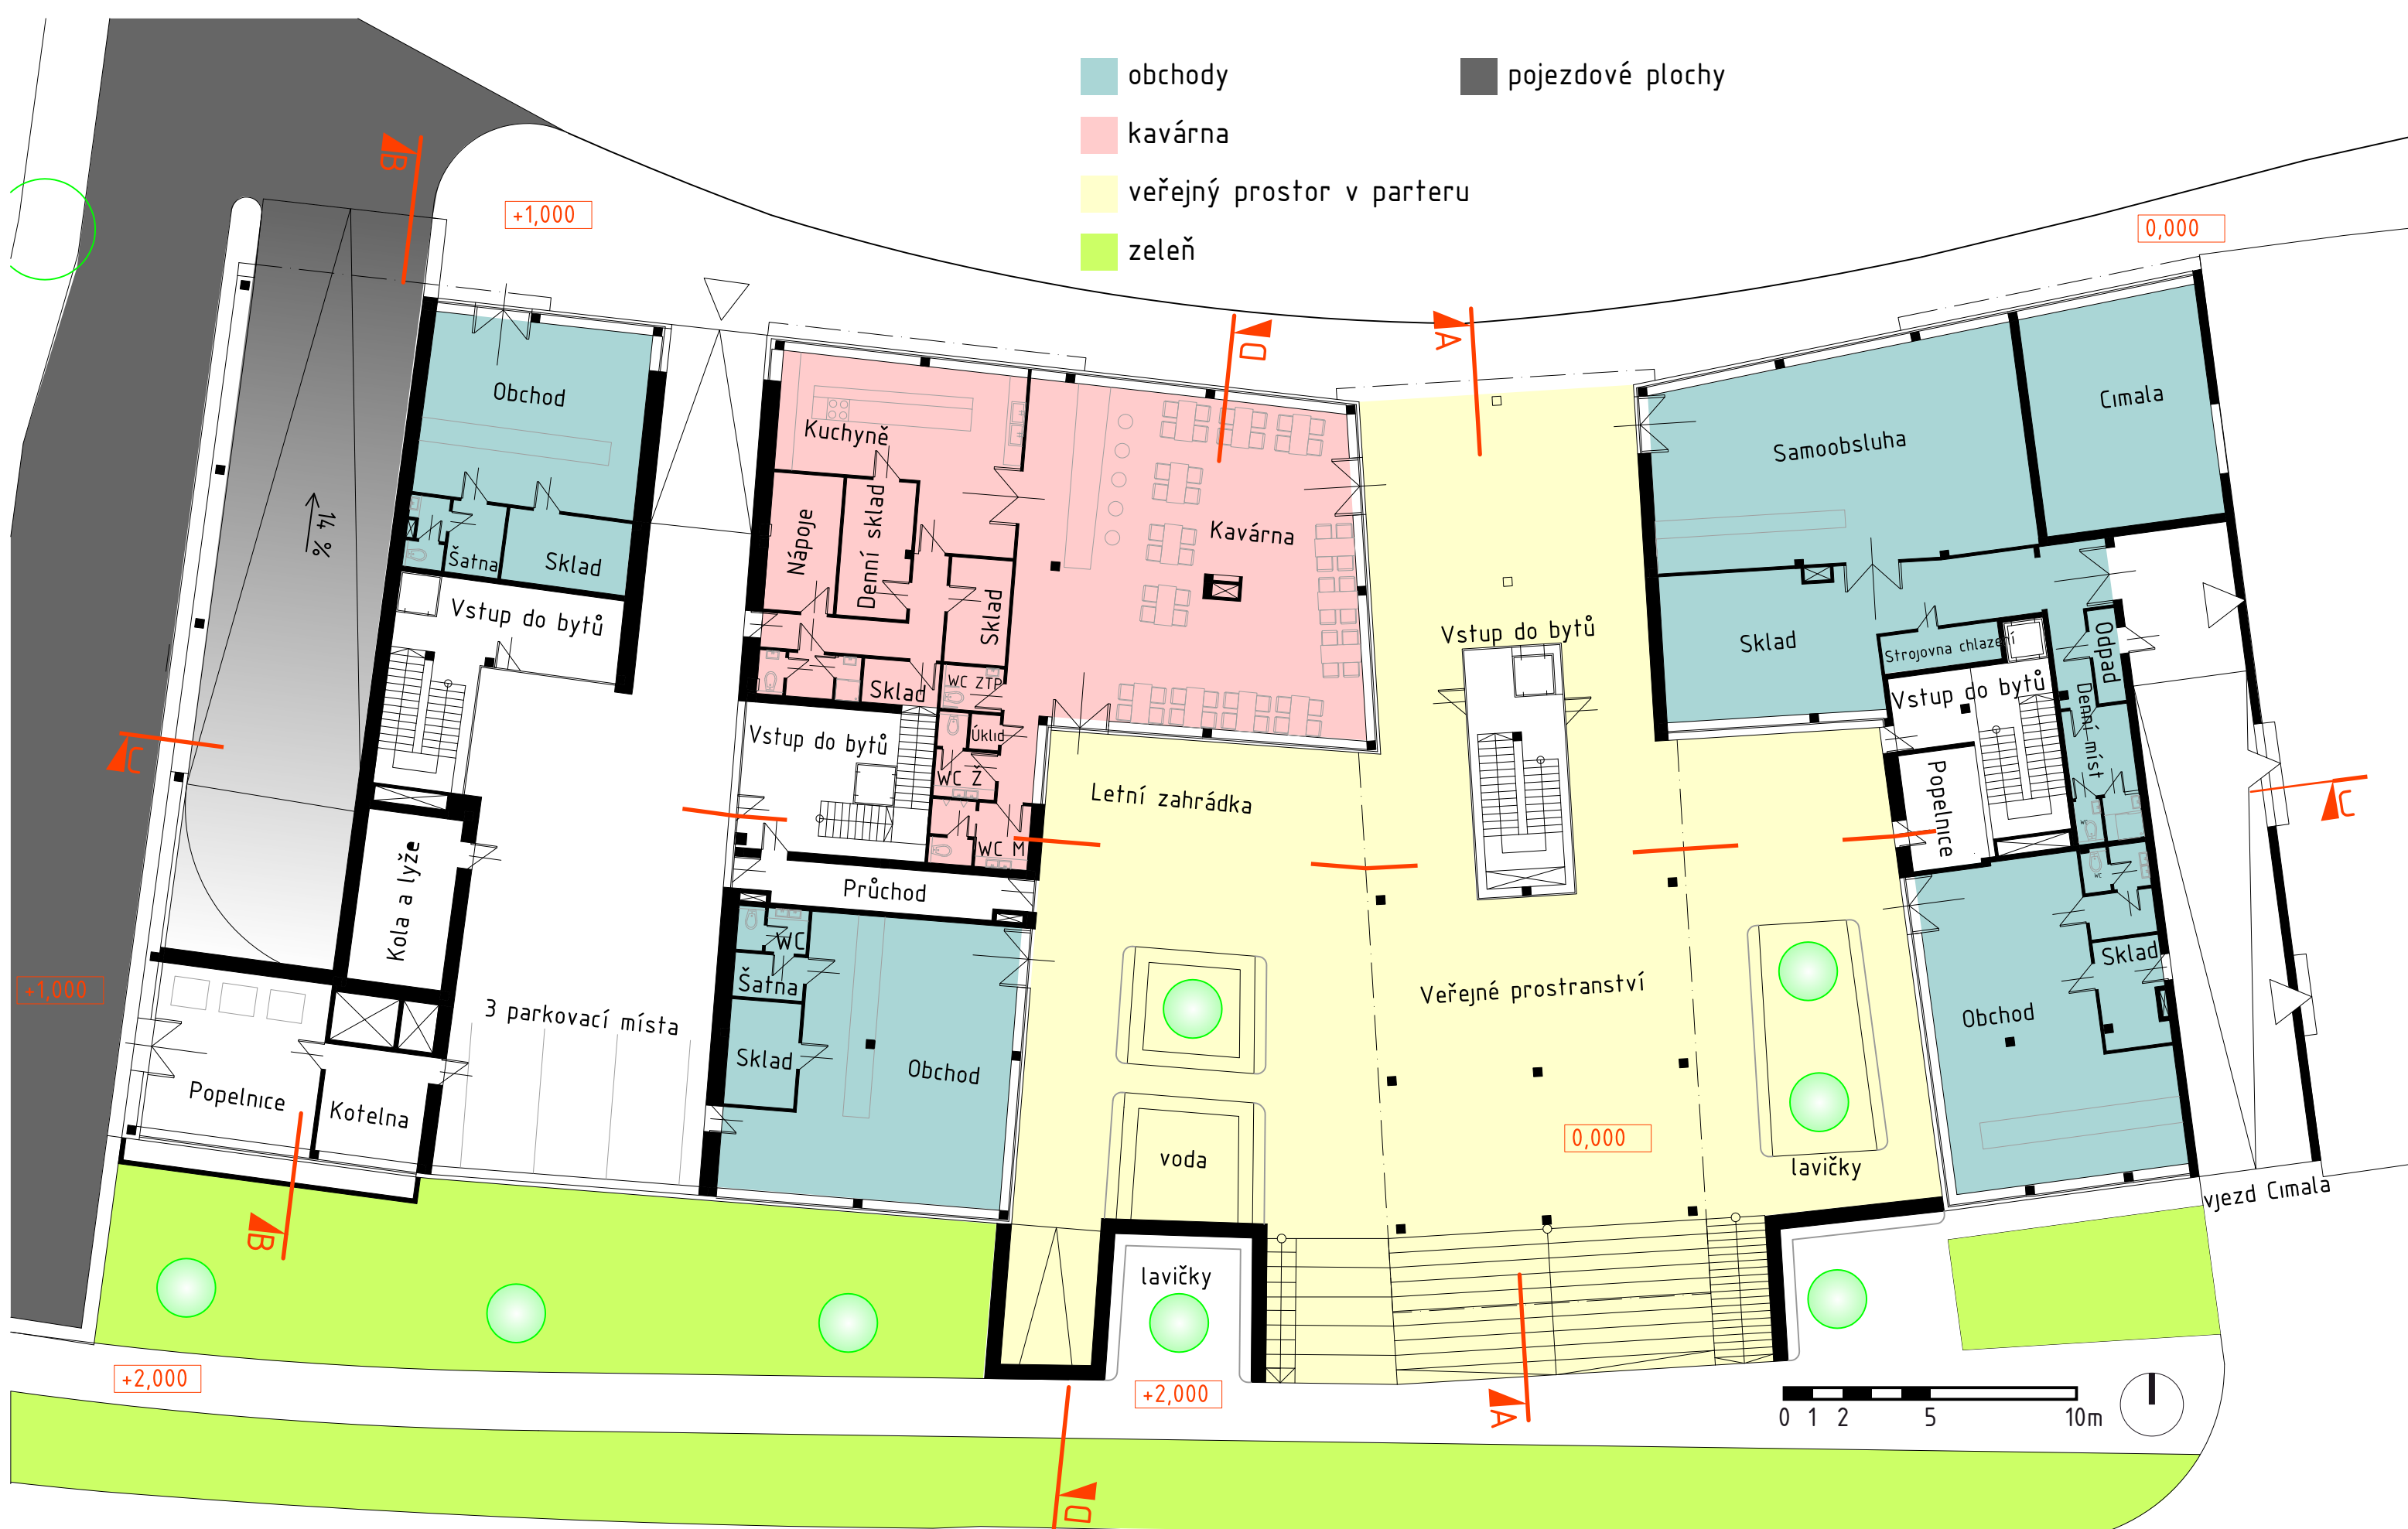 obchody
pojezdové plochy
kavárna
veřejný prostor v parteru
zeleň
B
+1,000
0,000
D
A
Obchod
Šatna
Sklad
Vstup do bytů
14 %
Kuchyně
Nápoje
Denní sklad
Sklad
Sklad
Kavárna
WC ZTP
Úklid
WC Ž
WC M
Vstup do bytů
Průchod
Letní zahrádka
Vstup do bytů
Samoobsluha
Cimala
Sklad
Strojovna chlazení
Odpad
Vstup do bytů
Denní míst
Popelnice
C
C
Kola a lyže
+1,000
3 parkovací místa
Popelnice
Kotelna
WC
Šatna
Sklad
Obchod
Veřejné prostranství
voda
0,000
lavičky
Obchod
Sklad
WC
vjezd Cimala
B
lavičky
+2,000
+2,000
A
D
0 1 2 5 10m